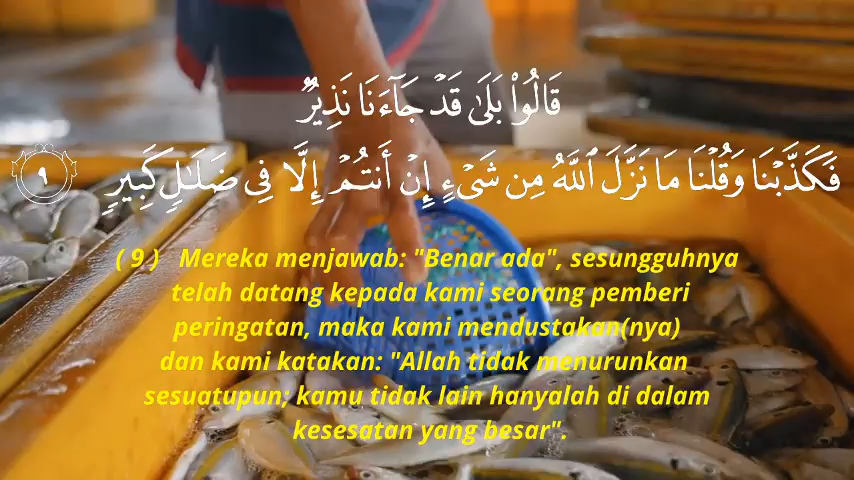 قَالُوا۟ بَلَىٰ قَدْ جَآءَنَا نَذِيرٌۭ
فَكَذَّبْنَا وَقُلْنَا مَا نَزَّلَ ٱللَّهُ مِن شَىْءٍ إِنْ أَنتُمْ إِلَّا فِى ضَلَـٰلٍۢ كَبِيرٍۢ ٩
( 9 ) Mereka menjawab: "Benar ada", sesungguhnya
telah datang kepada kami seorang pemberi
peringatan, maka kami mendustakan(nya)
dan kami katakan: "Allah tidak menurunkan
sesuatupun; kamu tidak lain hanyalah di dalam
kesesatan yang besar".